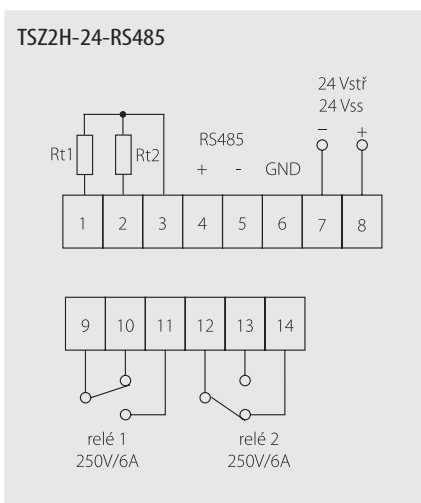 TSZ2H-24-RS485
24 Vstř
24 Vss
RS485
− +
Rt1 Rt2
+ - GND
1 2 3 4 5 6 7 8
9 10 11 12 13 14
relé 1 relé 2
250V/6A 250V/6A